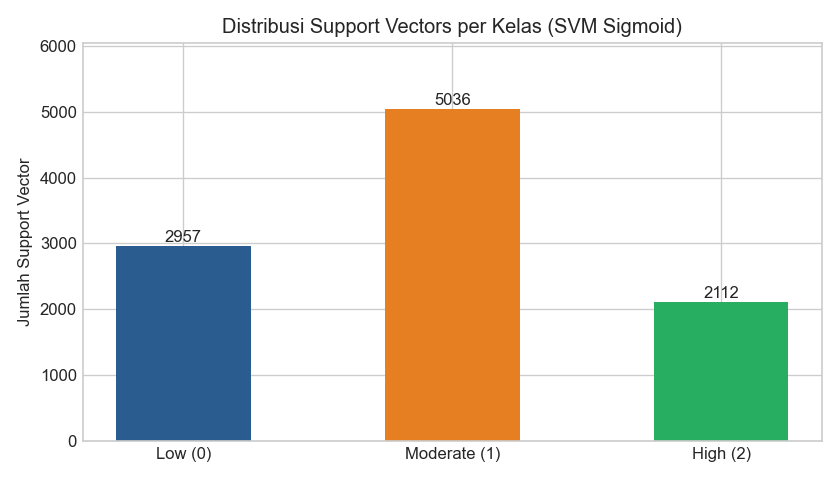 Distribusi Support Vectors per Kelas (SVM Sigmoid)
6000
5000
4000
3000
2000
1000
0
Jumlah Support Vector
2957
5036
2112
Low (0)
Moderate (1)
High (2)